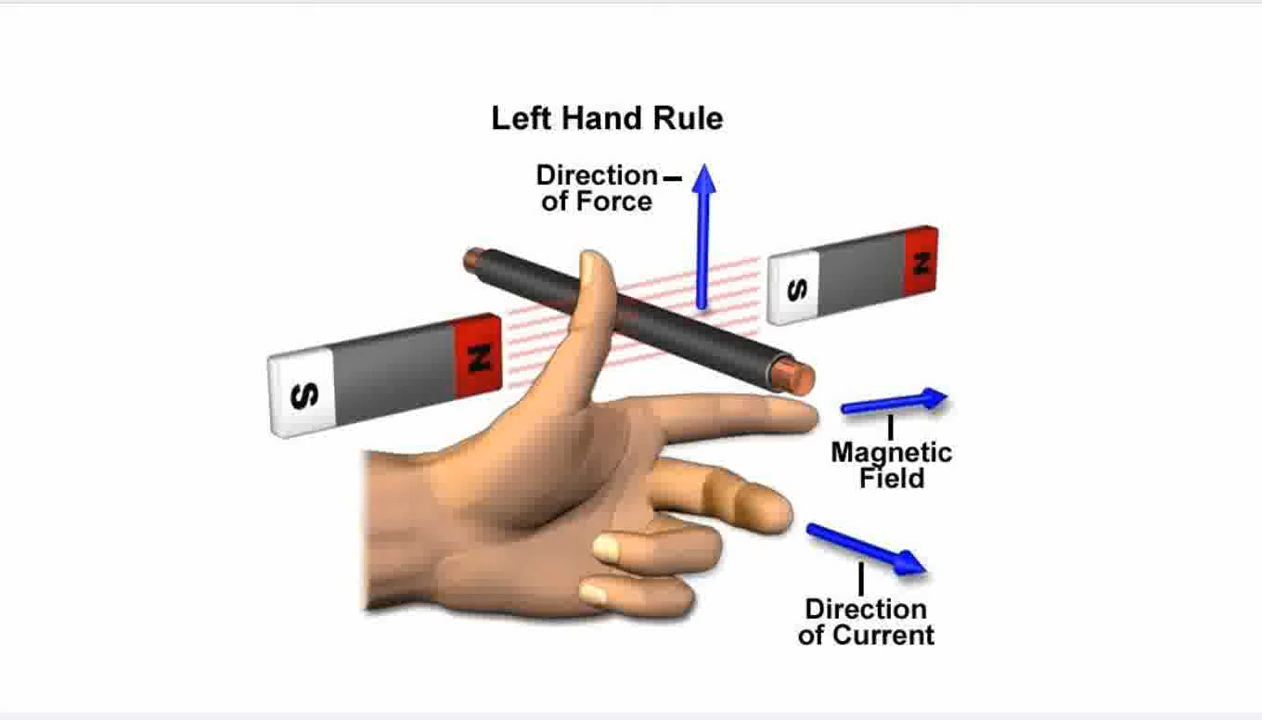 Left Hand Rule
Direction
of Force
S
N
N
S
Magnetic
Field
Direction
of Current